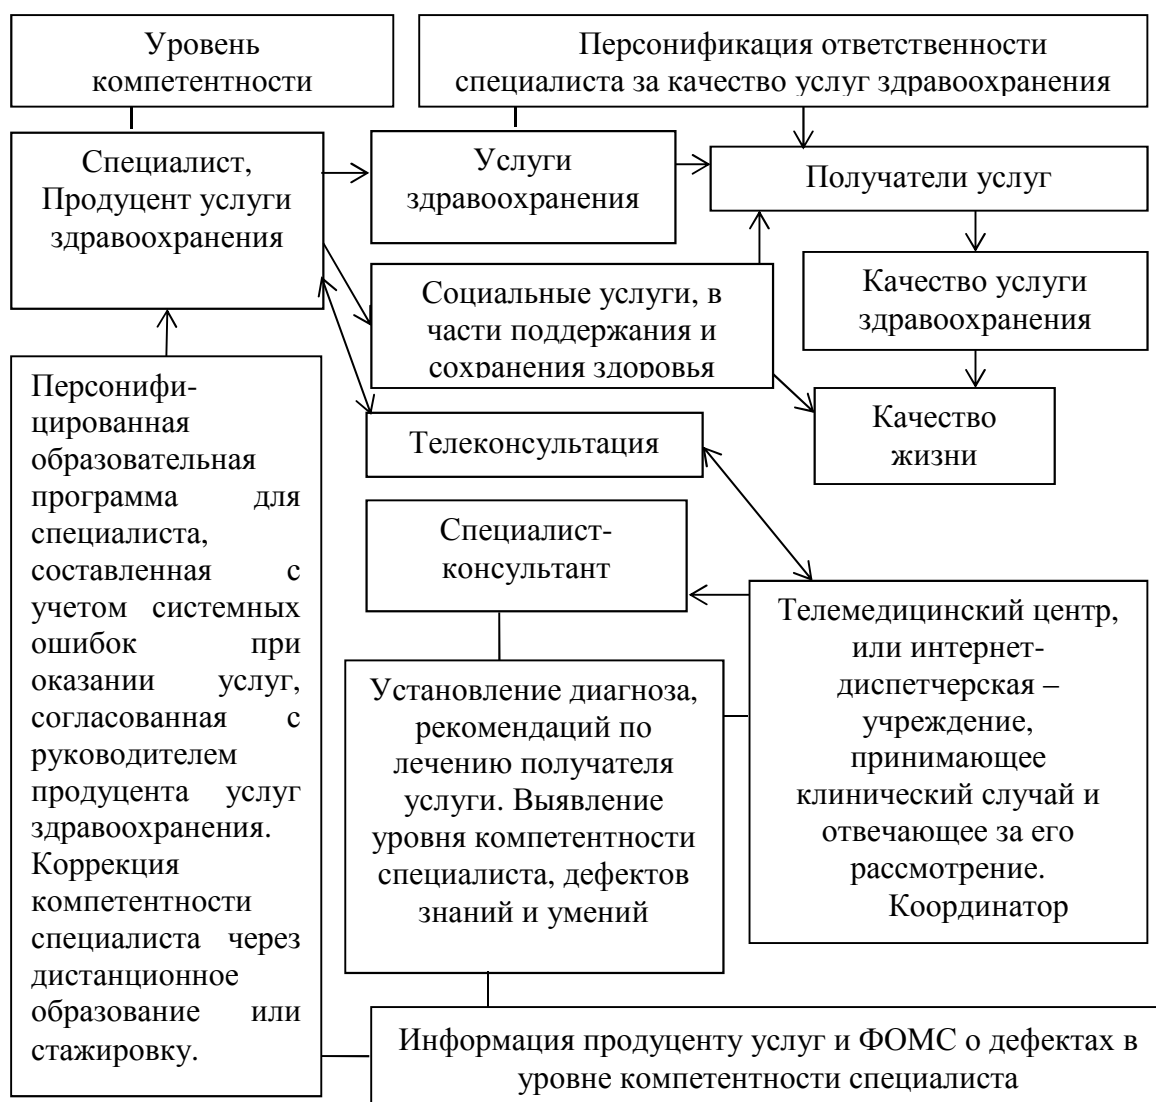 Уровень
компетентности
Персонификация ответственности
специалиста за качество услуг здравоохранения
Специалист,
Продуцент услуги
здравоохранения
Услуги
здравоохранения
Получатели услуг
Социальные услуги, в
части поддержания и
сохранения здоровья
Качество услуги
здравоохранения
Качество
жизни
Телеконсультация
Персонифи-
цированная
образовательная
программа для
специалиста,
составленная с
учетом системных
ошибок при
оказании услуг,
согласованная с
руководителем
продуцента услуг
здравоохранения.
Коррекция
компетентности
специалиста через
дистанционное
образование или
стажировку.
Специалист-
консультант
Телемедицинский центр,
или интернет-
диспетчерская –
учреждение,
принимающее
клинический случай и
отвечающее за его
рассмотрение.
Координатор
Установление диагноза,
рекомендаций по
лечению получателя
услуги. Выявление
уровня компетентности
специалиста, дефектов
знаний и умений
Информация продуценту услуг и ФОМС о дефектах в
уровне компетентности специалиста